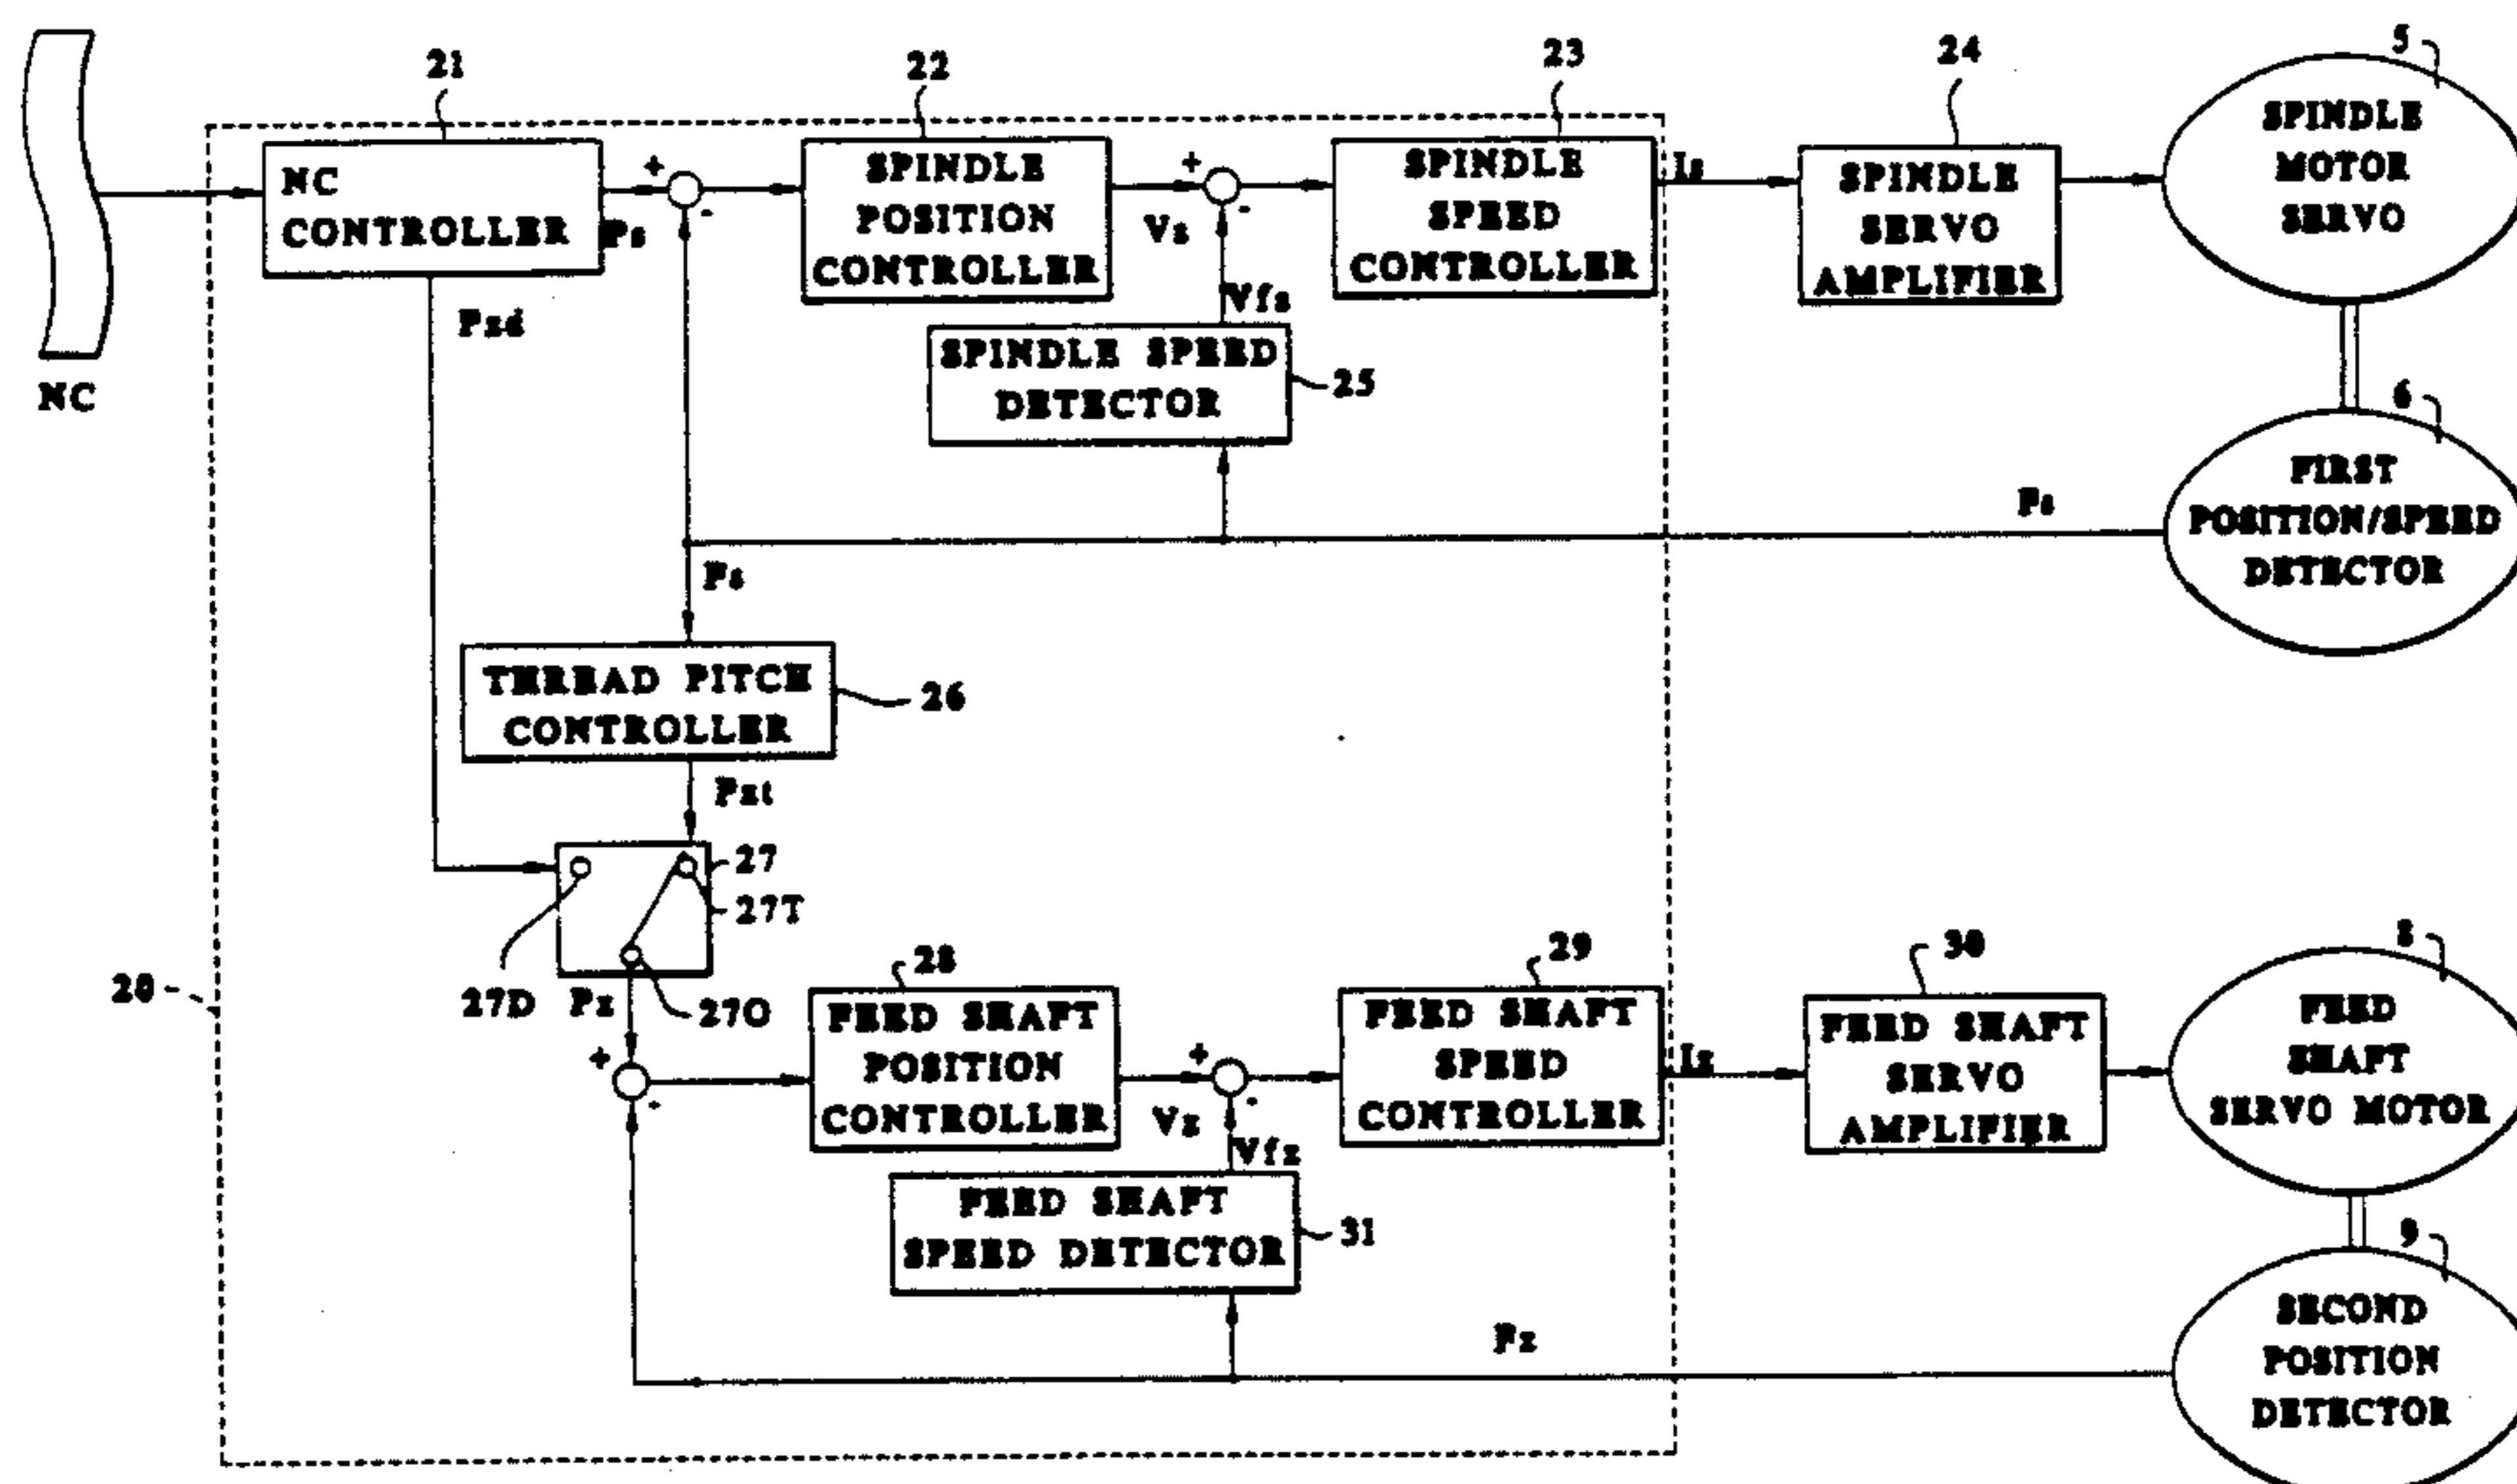 21
22
23
24
5
NC
CONTROLLER
+
-
Ps
SPINDLE
POSITION
CONTROLLER
+
-
Vs
SPINDLE
SPEED
CONTROLLER
Is
SPINDLE
SERVO
AMPLIFIER
SPINDLE
MOTOR
SERVO
Pzd
Vfs
NC
SPINDLE SPEED
DETECTOR
25
6
FIRST
POSITION/SPEED
DETECTOR
Ps
Ps
THREAD PITCH
CONTROLLER
26
Pzt
27
27T
27D
27O
Pz
20
28
29
30
8
+
-
FEED SHAFT
POSITION
CONTROLLER
+
-
Vz
FEED SHAFT
SPEED
CONTROLLER
Iz
FEED SHAFT
SERVO
AMPLIFIER
FEED
SHAFT
SERVO MOTOR
Vfz
FEED SHAFT
SPEED DETECTOR
31
9
Pz
SECOND
POSITION
DETECTOR